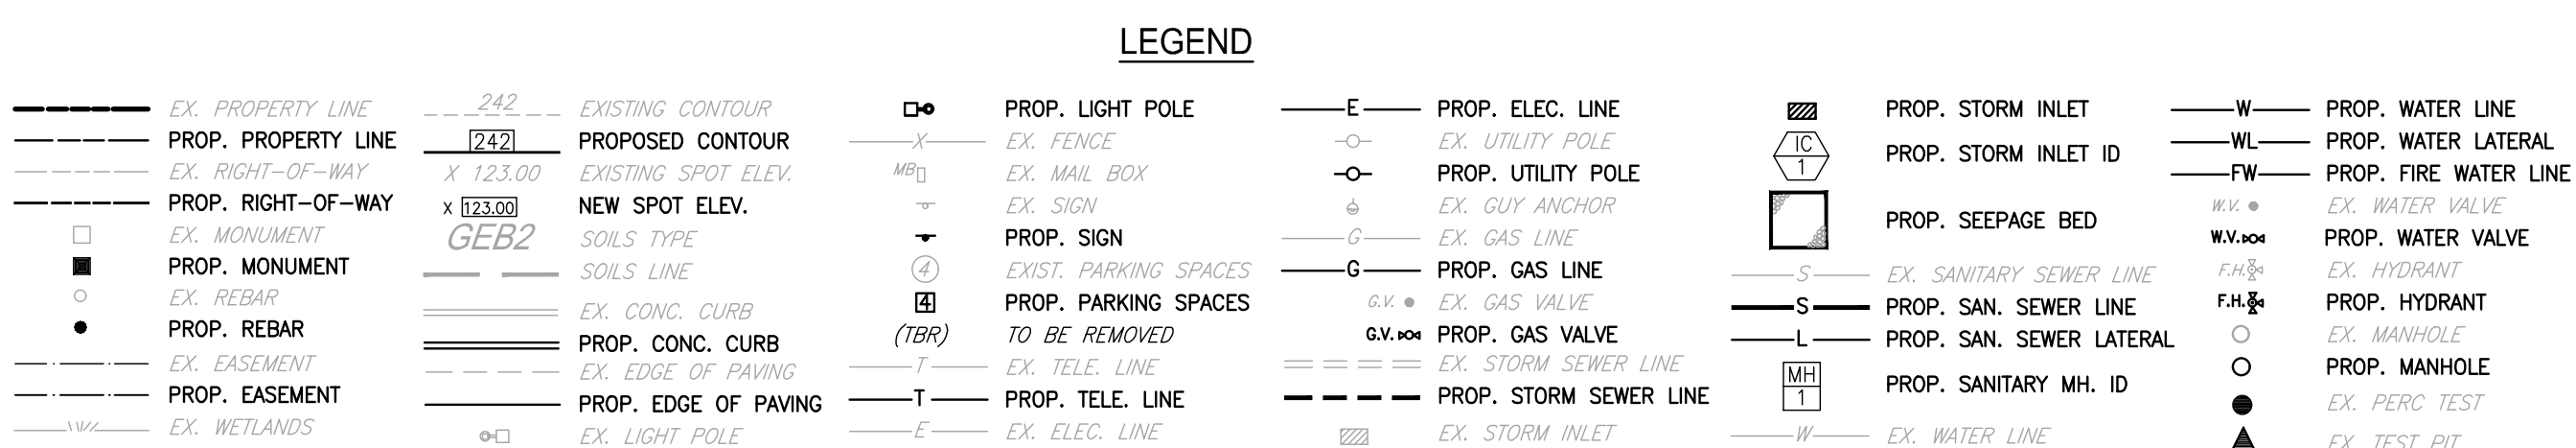 LEGEND
EX. PROPERTY LINE
PROP. PROPERTY LINE
EX. RIGHT-OF-WAY
PROP. RIGHT-OF-WAY
EX. MONUMENT
PROP. MONUMENT
EX. REBAR
PROP. REBAR
EX. EASEMENT
PROP. EASEMENT
EX. WETLANDS
242 EXISTING CONTOUR
242 PROPOSED CONTOUR
X 123.00 EXISTING SPOT ELEV.
X 123.00 NEW SPOT ELEV.
GEB2 SOILS TYPE
SOILS LINE
EX. CONC. CURB
PROP. CONC. CURB
EX. EDGE OF PAVING
PROP. EDGE OF PAVING
EX. LIGHT POLE
PROP. LIGHT POLE
X EX. FENCE
MB EX. MAIL BOX
EX. SIGN
PROP. SIGN
4 EXIST. PARKING SPACES
4 PROP. PARKING SPACES
(TBR) TO BE REMOVED
T EX. TELE. LINE
T PROP. TELE. LINE
E EX. ELEC. LINE
E PROP. ELEC. LINE
EX. UTILITY POLE
PROP. UTILITY POLE
EX. GUY ANCHOR
G EX. GAS LINE
G PROP. GAS LINE
G.V. EX. GAS VALVE
G.V. PROP. GAS VALVE
EX. STORM SEWER LINE
PROP. STORM SEWER LINE
EX. STORM INLET
PROP. STORM INLET
IC
1
PROP. STORM INLET ID
PROP. SEEPAGE BED
S EX. SANITARY SEWER LINE
S PROP. SAN. SEWER LINE
L PROP. SAN. SEWER LATERAL
MH
1
PROP. SANITARY MH. ID
W EX. WATER LINE
W PROP. WATER LINE
WL PROP. WATER LATERAL
FW PROP. FIRE WATER LINE
W.V. EX. WATER VALVE
W.V. PROP. WATER VALVE
F.H. EX. HYDRANT
F.H. PROP. HYDRANT
EX. MANHOLE
PROP. MANHOLE
EX. PERC TEST
EX. TEST PIT